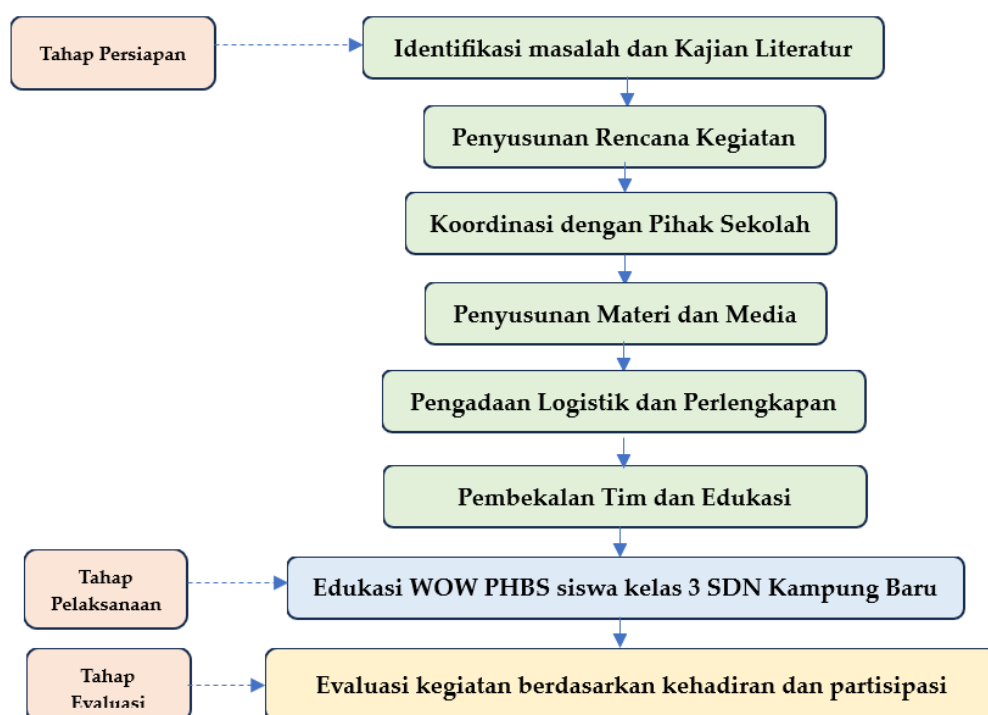 Tahap Persiapan
Identifikasi masalah dan Kajian Literatur
Penyusunan Rencana Kegiatan
Koordinasi dengan Pihak Sekolah
Penyusunan Materi dan Media
Pengadaan Logistik dan Perlengkapan
Pembekalan Tim dan Edukasi
Tahap
Pelaksanaan
Edukasi WOW PHBS siswa kelas 3 SDN Kampung Baru
Tahap
Evaluasi
Evaluasi kegiatan berdasarkan kehadiran dan partisipasi